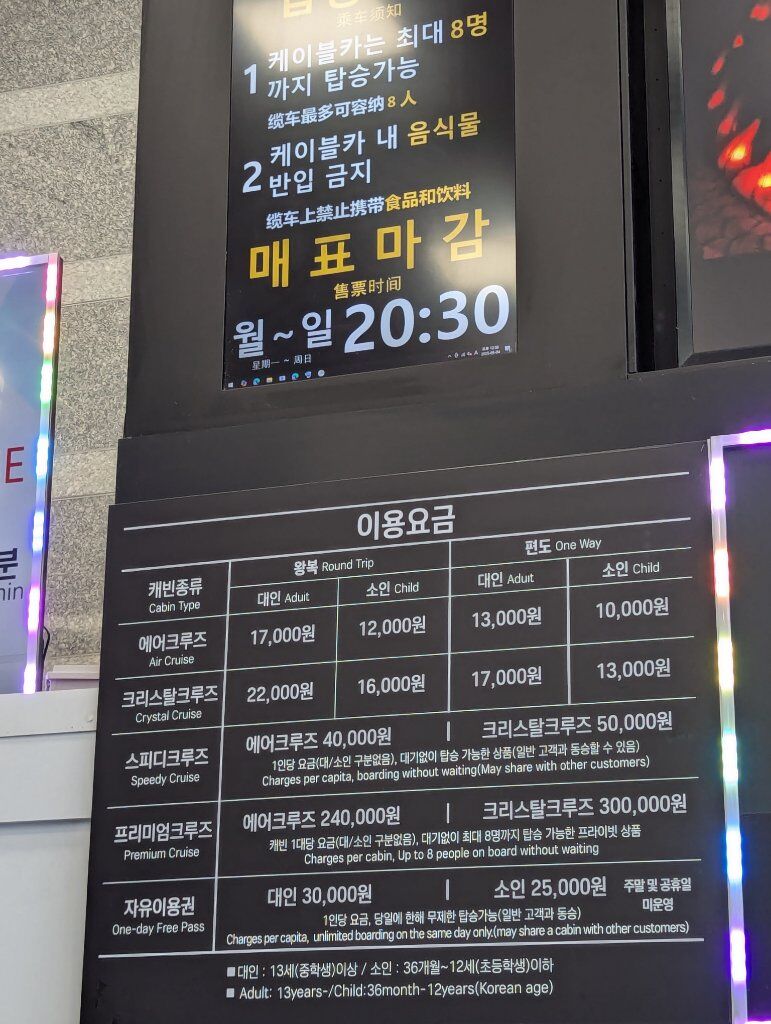 乘车须知
1 케이블카는 최대 8명
까지 탑승가능
缆车最多可容纳8人
2 케이블카 내 음식물
반입 금지
缆车上禁止携带食品和饮料
매표마감
售票时间
월~일 20:30
星期一 ~ 周日
E
분
min
이용요금
캐빈종류 왕복 Round Trip 편도 One Way
Cabin Type 대인 Aduit 소인 Child 대인 Aduit 소인 Child
에어크루즈 17,000원 12,000원 13,000원 10,000원
Air Cruise
크리스탈크루즈 22,000원 16,000원 17,000원 13,000원
Crystal Cruise
스피디크루즈 에어크루즈 40,000원 | 크리스탈크루즈 50,000원
Speedy Cruise 1인당 요금(대/소인 구분없음), 대기없이 탑승 가능한 상품(일반 고객과 동승할 수 있음)
Charges per capita, boarding without waiting(May share with other customers)
프리미엄크루즈 에어크루즈 240,000원 | 크리스탈크루즈 300,000원
Premium Cruise 캐빈 1대당 요금(대/소인 구분없음), 대기없이 최대 8명까지 탑승 가능한 프라이빗 상품
Charges per cabin, Up to 8 people on board without waiting
자유이용권 대인 30,000원 | 소인 25,000원 주말 및 공휴일
미운영
One-day Free Pass 1인당 요금, 당일에 한해 무제한 탑승가능(일반 고객과 동승)
Charges per capita, unlimited boarding on the same day only.(may share a cabin with other customers)
■ 대인 : 13세(중학생)이상 / 소인 : 36개월~12세(초등학생)이하
■ Adult: 13years-/Child:36month-12years(Korean age)